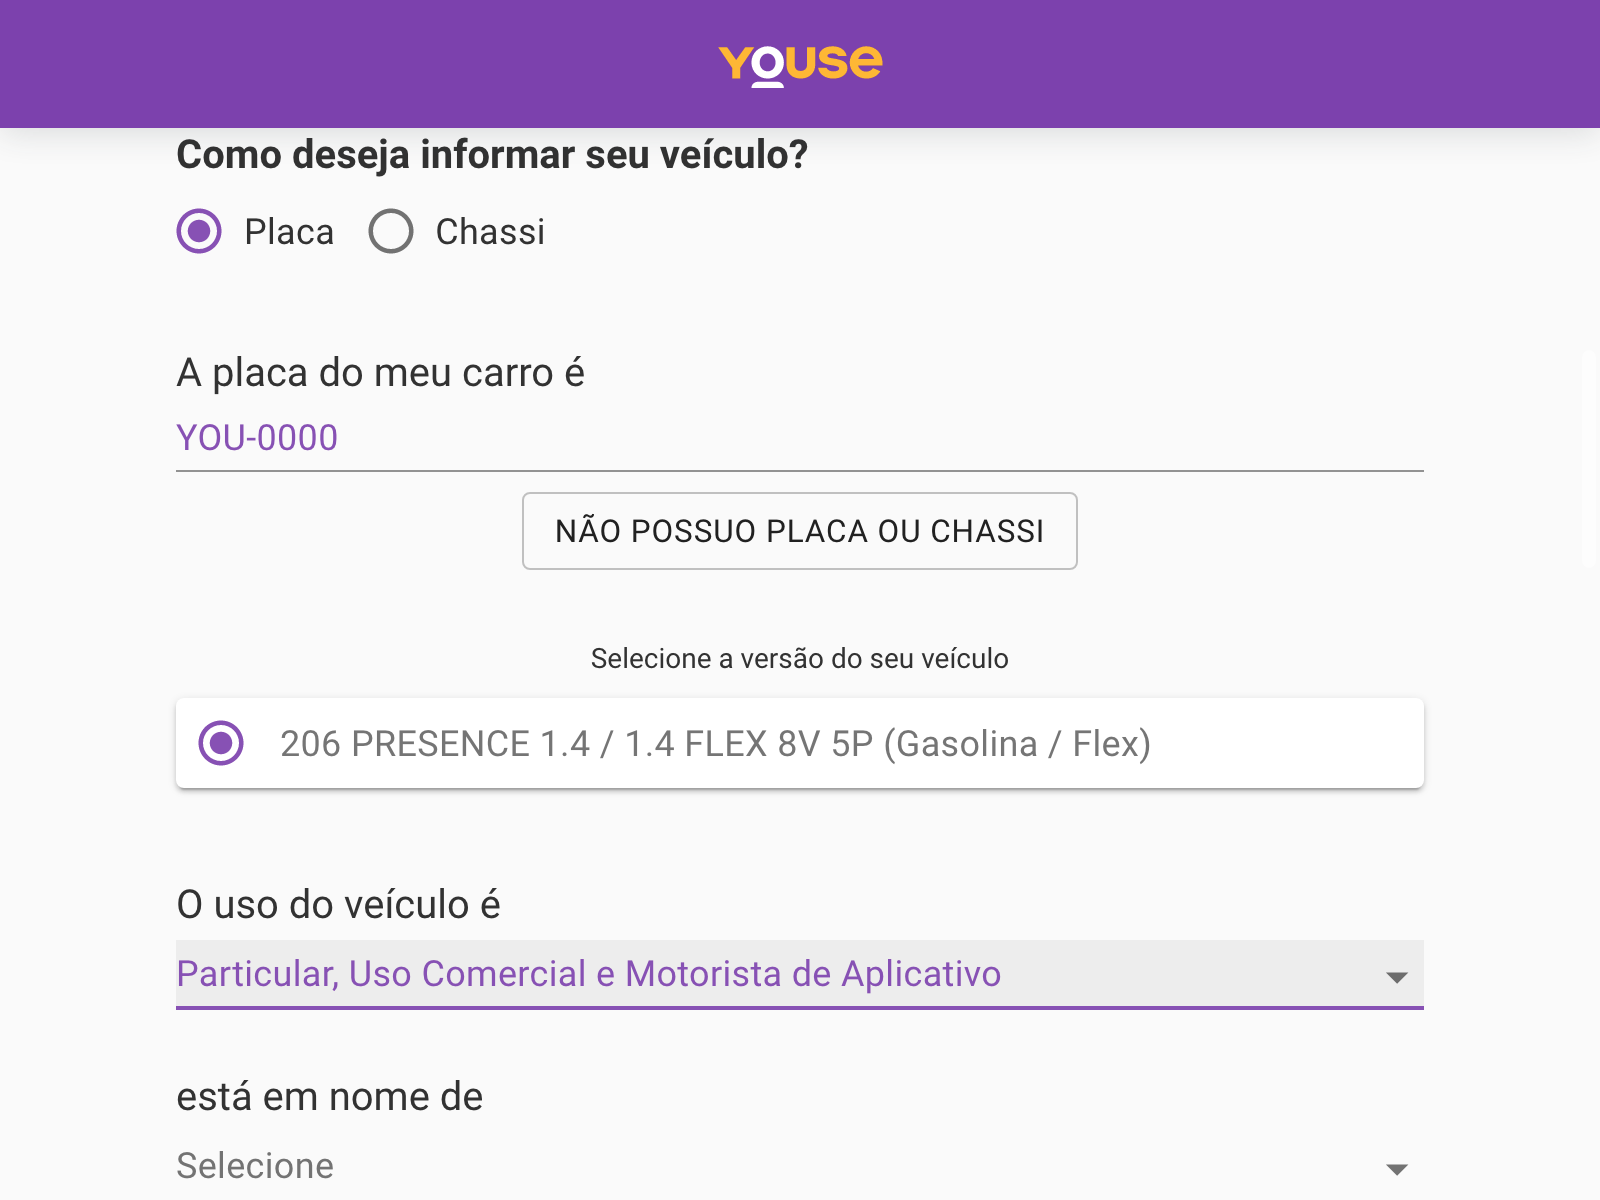 YOUSE
Como deseja informar seu veículo?
Placa Chassi
A placa do meu carro é
YOU-0000
NÃO POSSUO PLACA OU CHASSI
Selecione a versão do seu veículo
206 PRESENCE 1.4 / 1.4 FLEX 8V 5P (Gasolina / Flex)
O uso do veículo é
Particular, Uso Comercial e Motorista de Aplicativo
está em nome de
Selecione